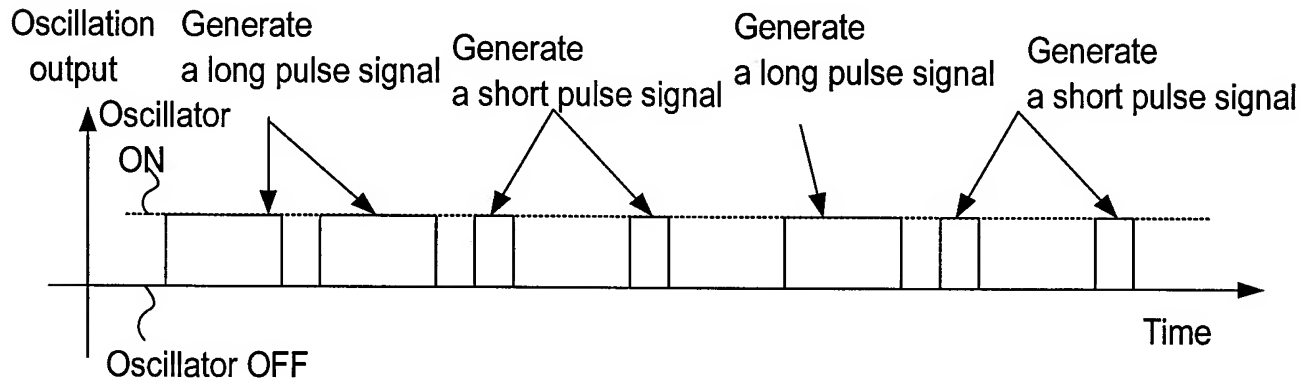 Oscillation
output
Generate
a long pulse signal
Generate
a short pulse signal
Generate
a long pulse signal
Generate
a short pulse signal
Oscillator
ON
Time
Oscillator OFF